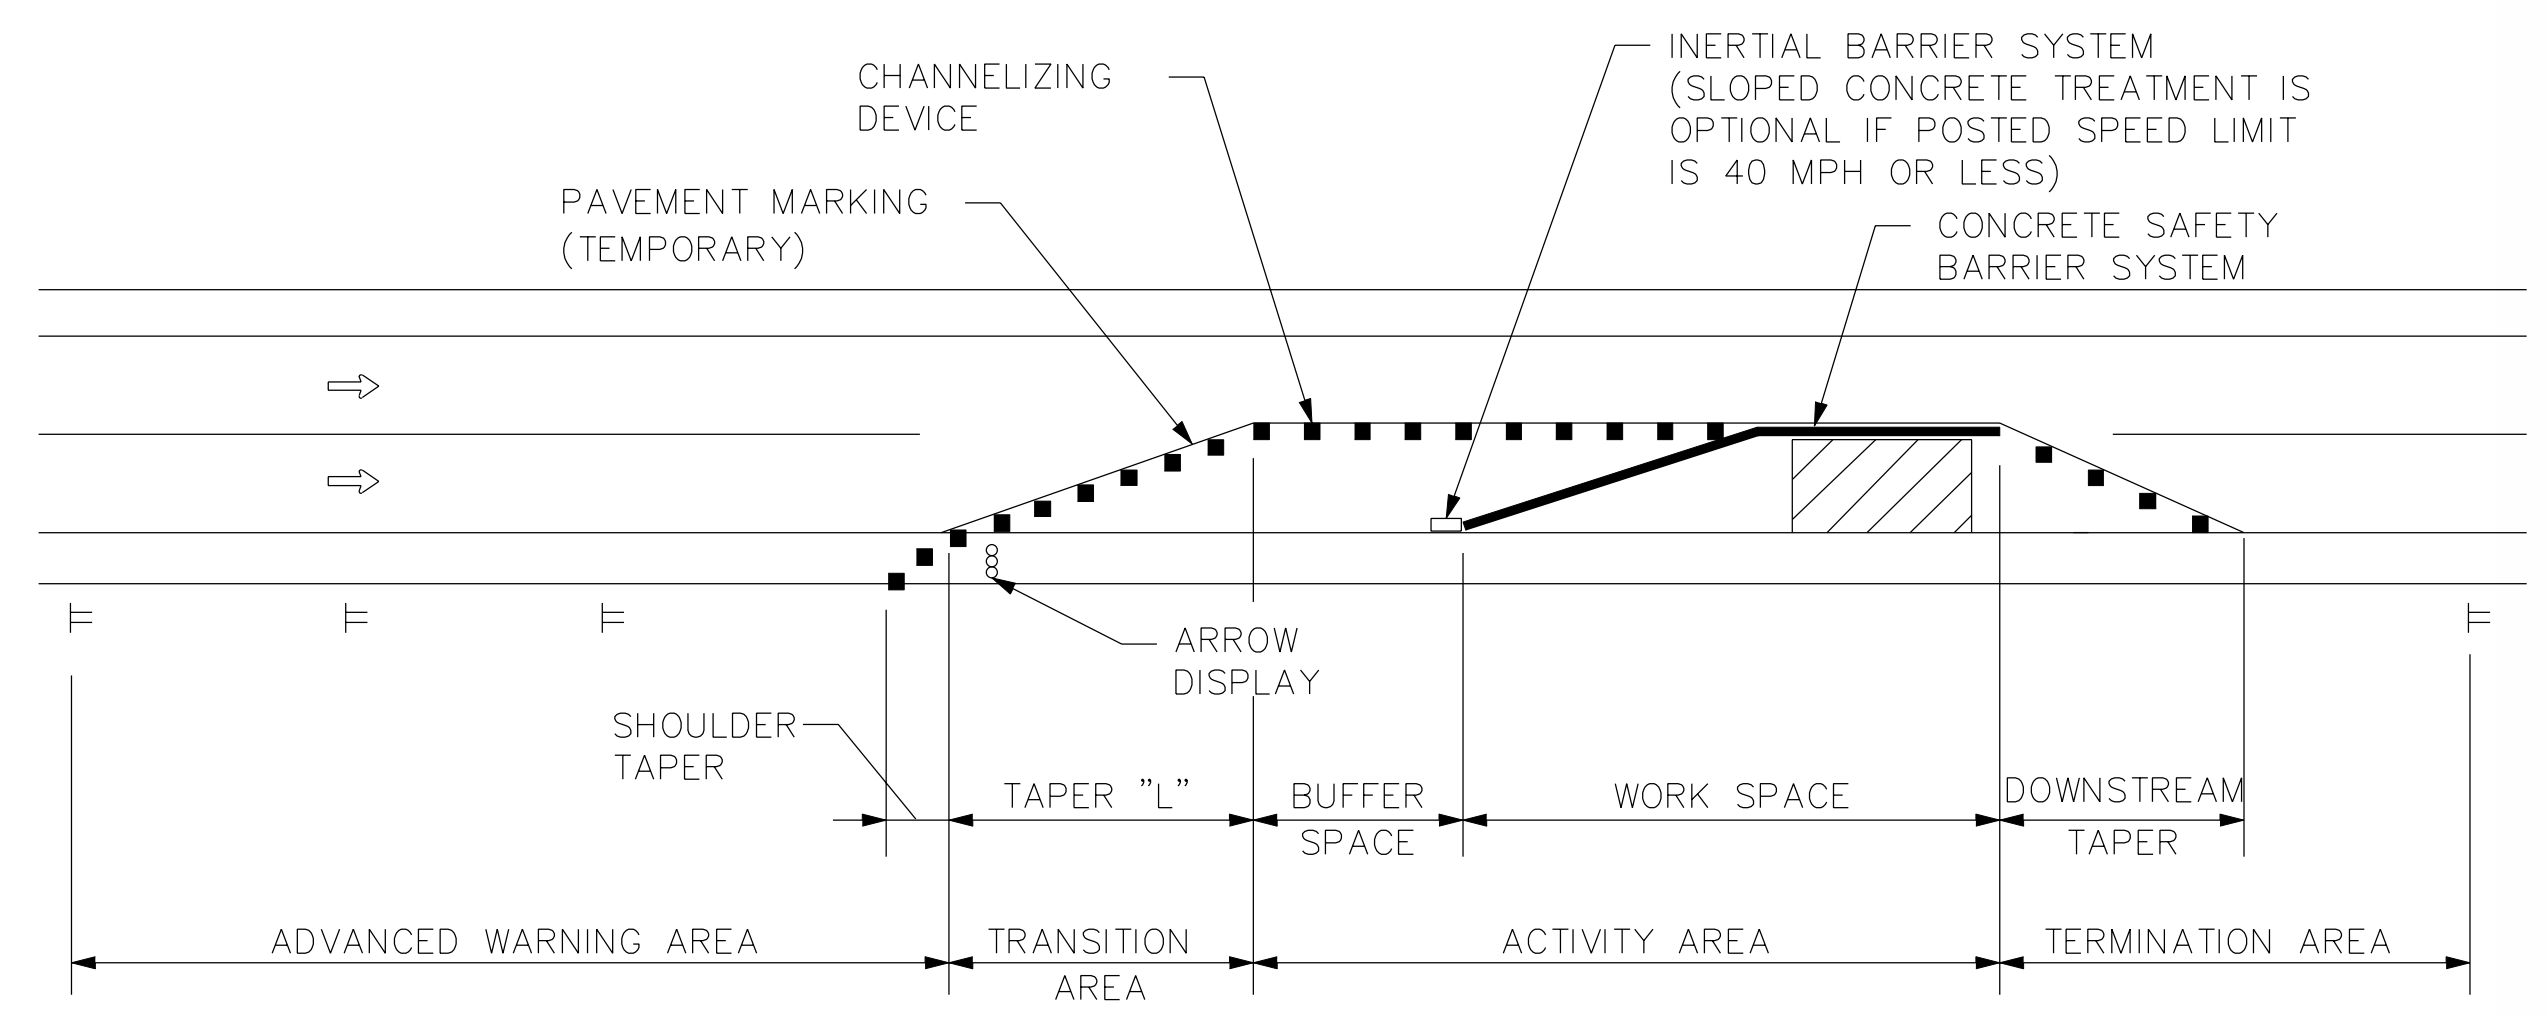 INERTIAL BARRIER SYSTEM
(SLOPED CONCRETE TREATMENT IS
OPTIONAL IF POSTED SPEED LIMIT
IS 40 MPH OR LESS)
CHANNELIZING
DEVICE
PAVEMENT MARKING
(TEMPORARY)
CONCRETE SAFETY
BARRIER SYSTEM
ARROW
DISPLAY
SHOULDER
TAPER
TAPER "L"
BUFFER
SPACE
WORK SPACE
DOWNSTREAM
TAPER
ADVANCED WARNING AREA
TRANSITION
AREA
ACTIVITY AREA
TERMINATION AREA